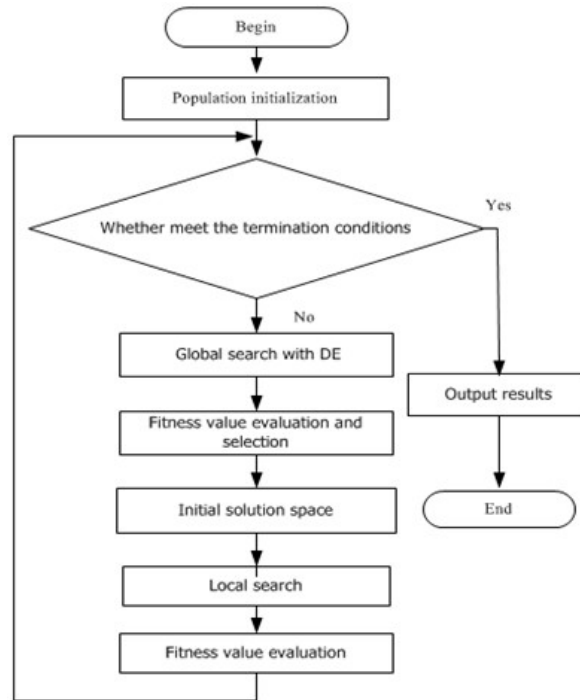 Begin
Population initialization
Whether meet the termination conditions
Yes
No
Global search with DE
Output results
Fitness value evaluation and
selection
Initial solution space
End
Local search
Fitness value evaluation